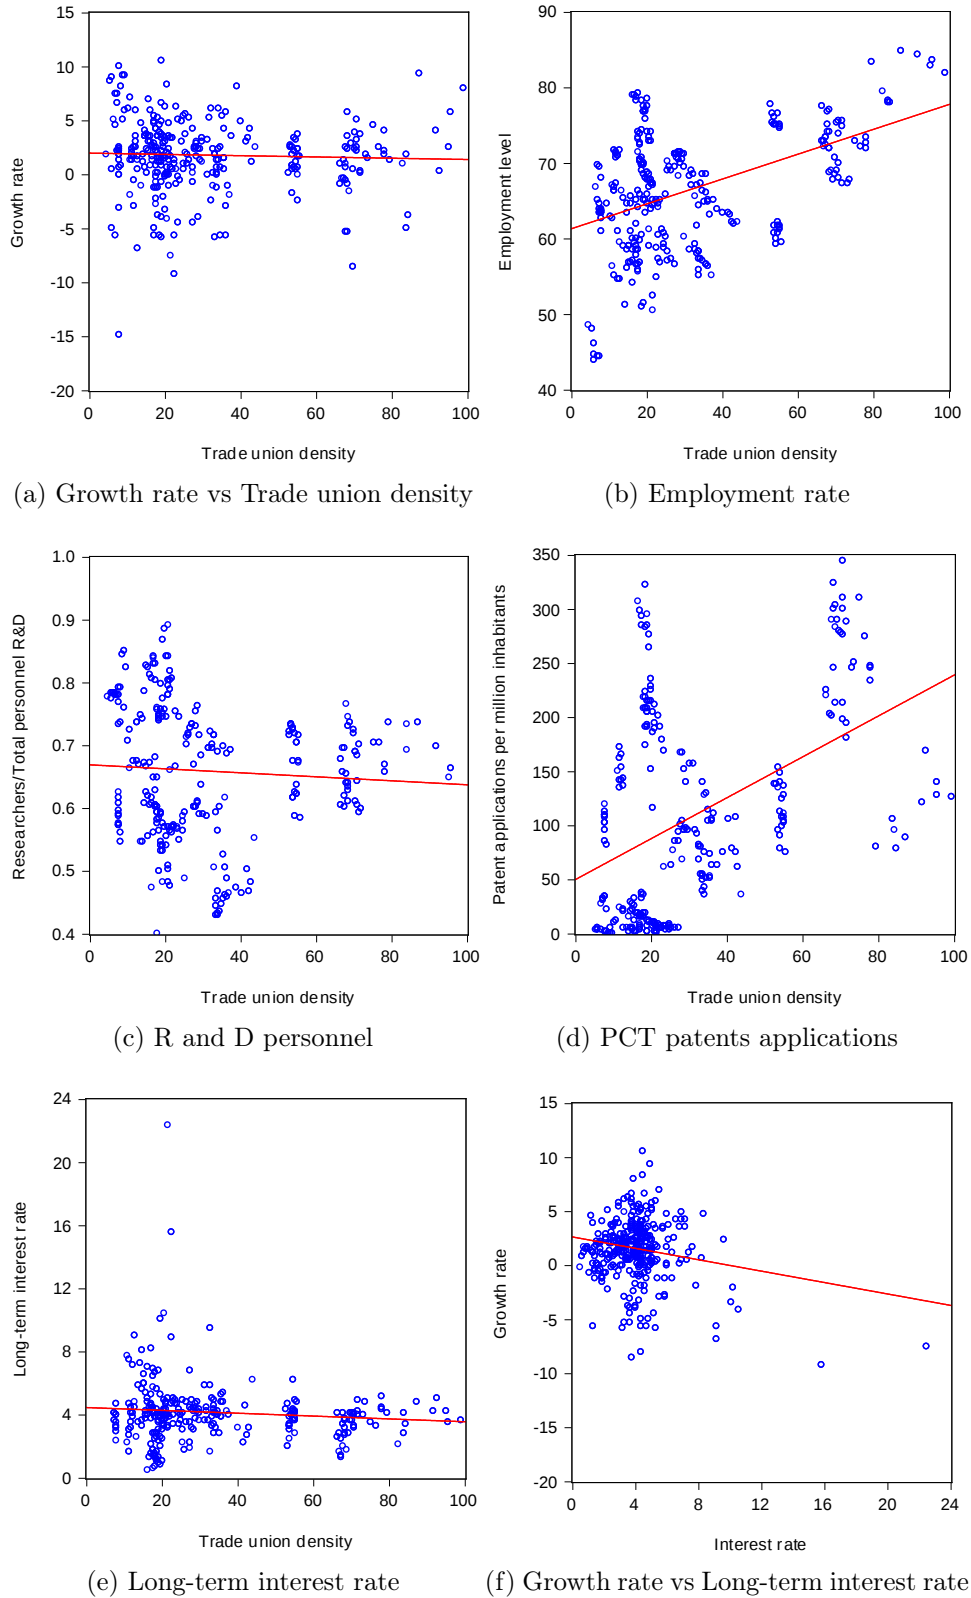 15
10
5
0
-5
-10
-15
-20
0 20 40 60 80 100
Growth rate
Trade union density
(a) Growth rate vs Trade union density
90
80
70
60
50
40
0 20 40 60 80 100
Employment level
Trade union density
(b) Employment rate
1.0
0.9
0.8
0.7
0.6
0.5
0.4
0 20 40 60 80 100
Researchers/Total personnel R&D
Trade union density
(c) R and D personnel
350
300
250
200
150
100
50
0
0 20 40 60 80 100
Patent applications per million inhabitants
Trade union density
(d) PCT patents applications
24
20
16
12
8
4
0
0 20 40 60 80 100
Long-term interest rate
Trade union density
(e) Long-term interest rate
15
10
5
0
-5
-10
-15
-20
0 4 8 12 16 20 24
Growth rate
Interest rate
(f) Growth rate vs Long-term interest rate